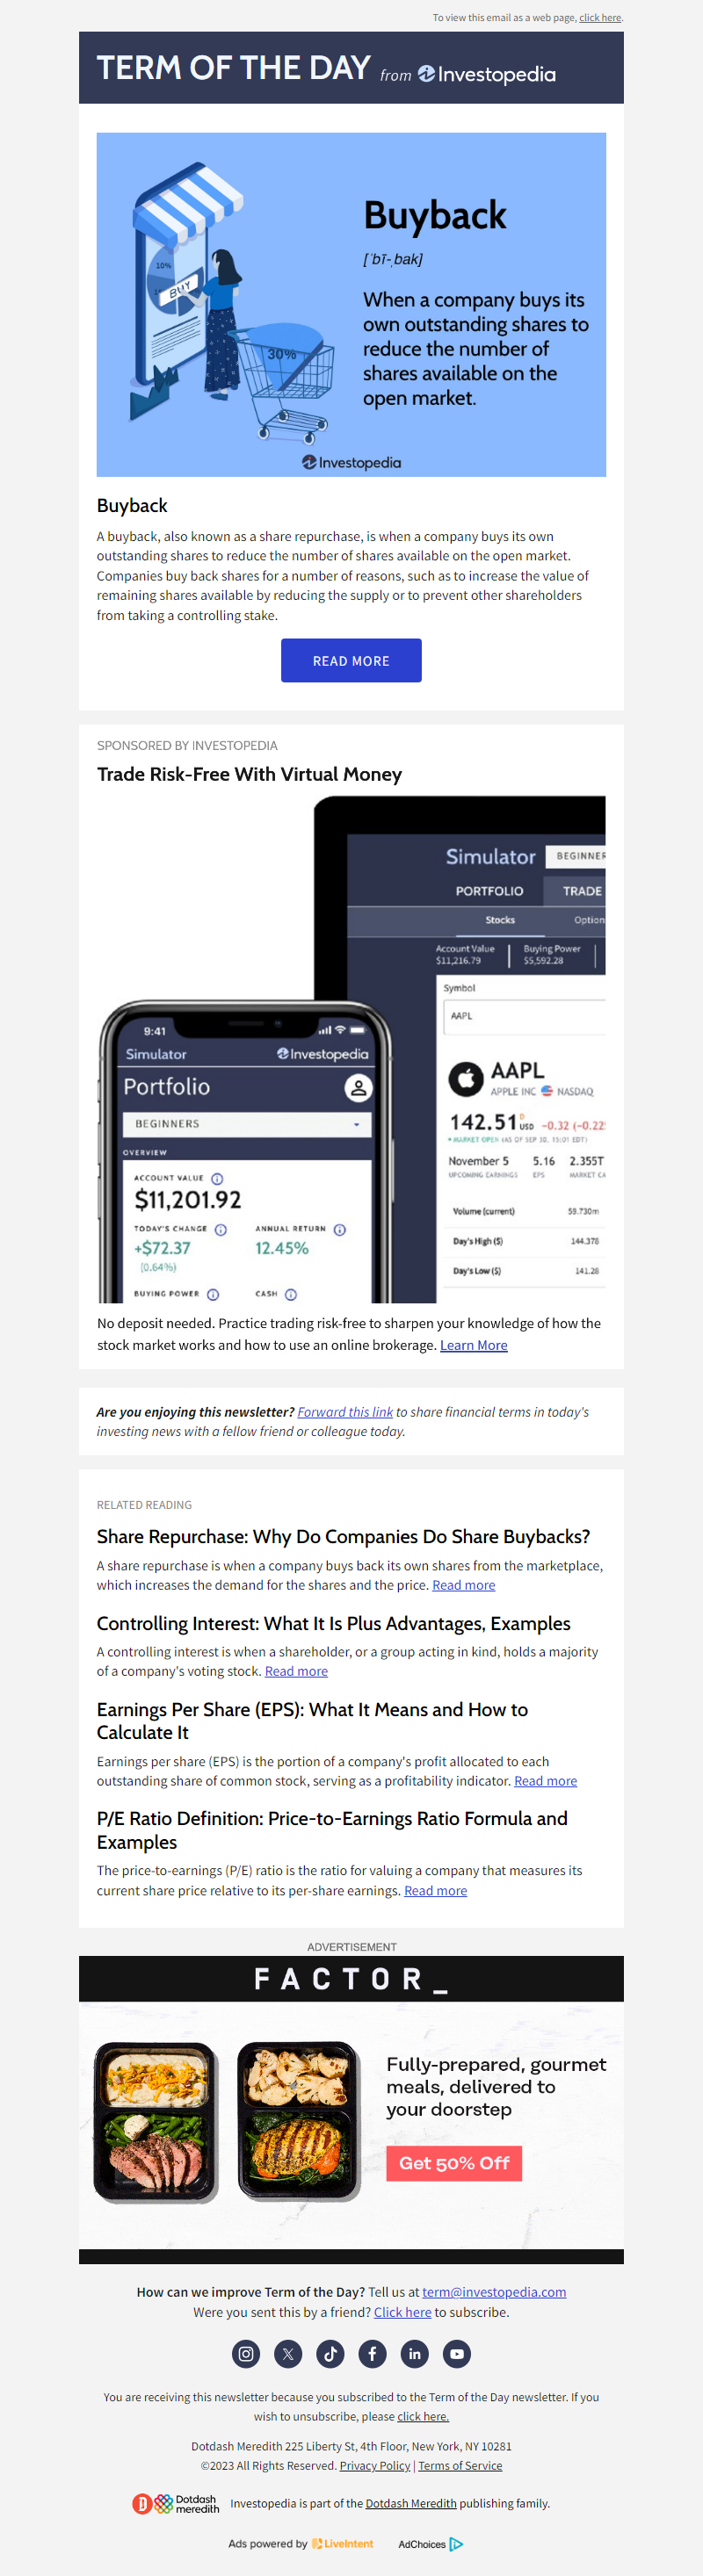 To view this email as a web page, click here.
TERM OF THE DAY from Investopedia
Buyback
[ˈbī-ˌbak]
When a company buys its
own outstanding shares to
reduce the number of
shares available on the
open market.
10%
BUY
30%
Investopedia
Buyback
A buyback, also known as a share repurchase, is when a company buys its own
outstanding shares to reduce the number of shares available on the open market.
Companies buy back shares for a number of reasons, such as to increase the value of
remaining shares available by reducing the supply or to prevent other shareholders
from taking a controlling stake.
READ MORE
SPONSORED BY INVESTOPEDIA
Trade Risk-Free With Virtual Money
Simulator BEGINNER
PORTFOLIO TRADE
Stocks Option
Account Value Buying Power
$11,216.79 $5,592.28
Symbol
AAPL
AAPL
APPLE INC NASDAQ
142.51 D USD -0.32 (-0.22
MARKET OPEN (AS OF SEP 30, 15:01 EDT)
November 5 5.16 2.355T
UPCOMING EARNINGS EPS MARKET CA
Volume (current) 59.730m
Day's High ($) 144.378
Day's Low ($) 141.28
9:41
Simulator Investopedia
Portfolio
BEGINNERS
OVERVIEW
ACCOUNT VALUE
$11,201.92
TODAY'S CHANGE ANNUAL RETURN
+$72.37 12.45%
(0.64%)
BUYING POWER CASH
No deposit needed. Practice trading risk-free to sharpen your knowledge of how the
stock market works and how to use an online brokerage. Learn More
Are you enjoying this newsletter? Forward this link to share financial terms in today's
investing news with a fellow friend or colleague today.
RELATED READING
Share Repurchase: Why Do Companies Do Share Buybacks?
A share repurchase is when a company buys back its own shares from the marketplace,
which increases the demand for the shares and the price. Read more
Controlling Interest: What It Is Plus Advantages, Examples
A controlling interest is when a shareholder, or a group acting in kind, holds a majority
of a company's voting stock. Read more
Earnings Per Share (EPS): What It Means and How to
Calculate It
Earnings per share (EPS) is the portion of a company's profit allocated to each
outstanding share of common stock, serving as a profitability indicator. Read more
P/E Ratio Definition: Price-to-Earnings Ratio Formula and
Examples
The price-to-earnings (P/E) ratio is the ratio for valuing a company that measures its
current share price relative to its per-share earnings. Read more
ADVERTISEMENT
FACTOR_
Fully-prepared, gourmet
meals, delivered to
your doorstep
Get 50% Off
How can we improve Term of the Day? Tell us at term@investopedia.com
Were you sent this by a friend? Click here to subscribe.
You are receiving this newsletter because you subscribed to the Term of the Day newsletter. If you
wish to unsubscribe, please click here.
Dotdash Meredith 225 Liberty St, 4th Floor, New York, NY 10281
©2023 All Rights Reserved. Privacy Policy | Terms of Service
Dotdash
meredith
Investopedia is part of the Dotdash Meredith publishing family.
Ads powered by LiveIntent AdChoices